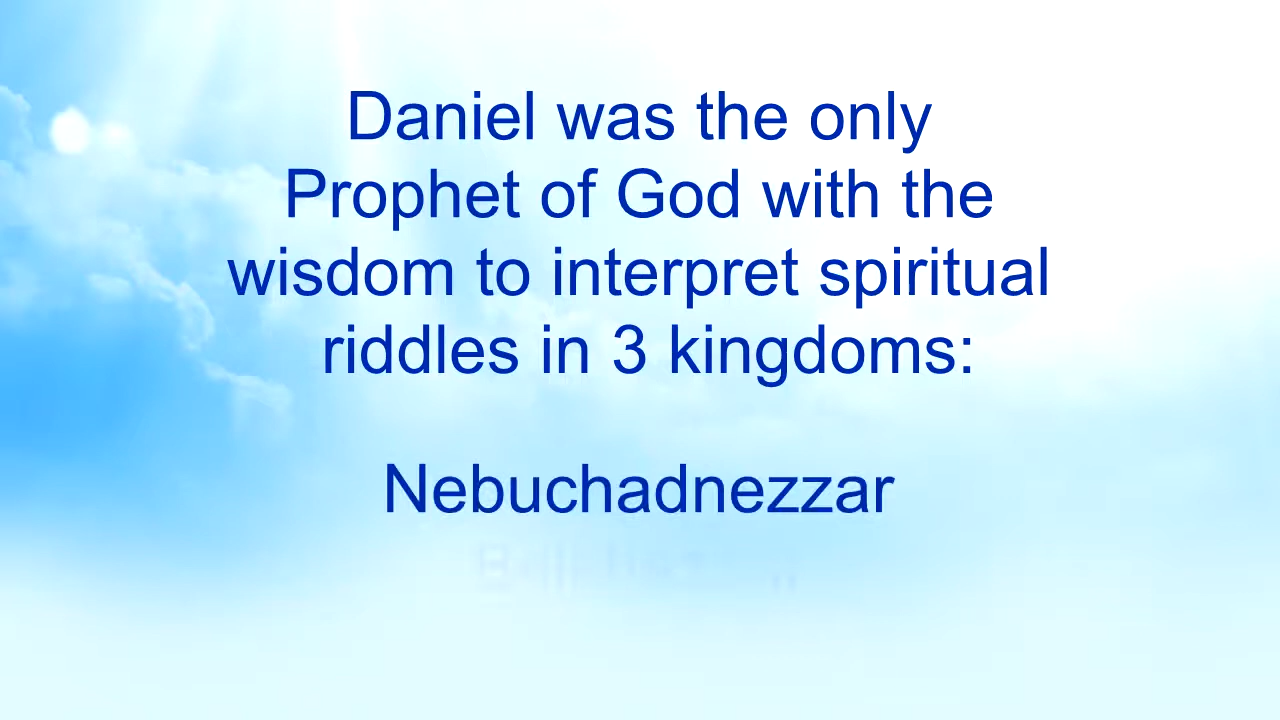 Daniel was the only
Prophet of God with the
wisdom to interpret spiritual
riddles in 3 kingdoms:
Nebuchadnezzar